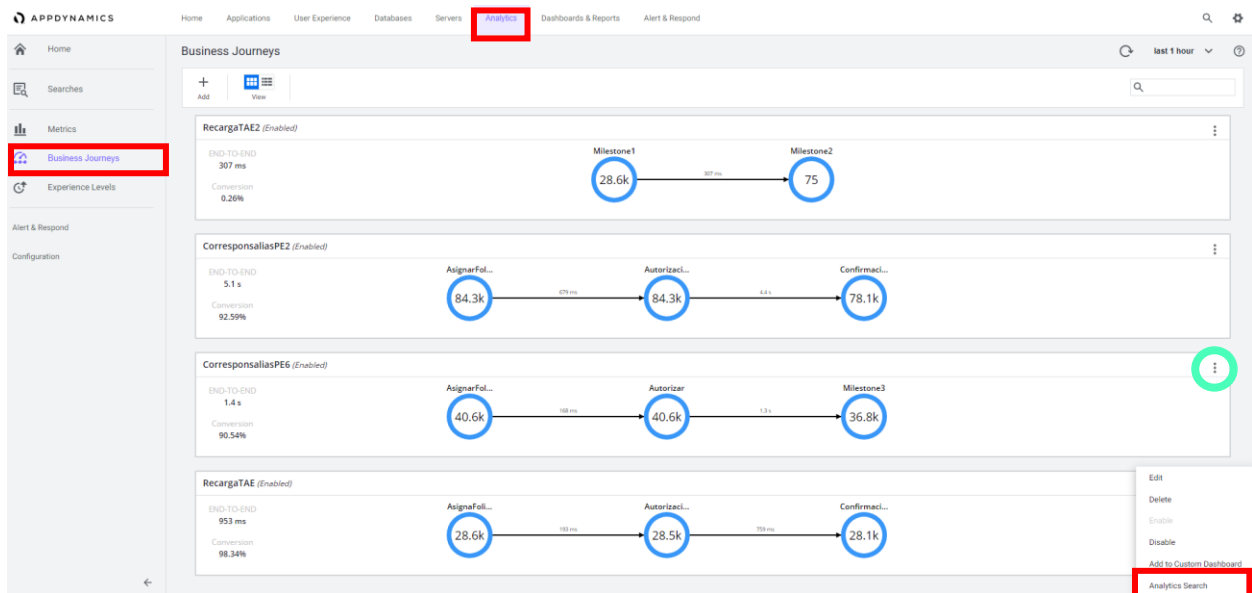 APPDYNAMICS
Home Applications User Experience Databases Servers Analytics Dashboards & Reports Alert & Respond
Home
Searches
Metrics
Business Journeys
Experience Levels
Alert & Respond
Configuration
Business Journeys
last 1 hour
Add
View
RecargaTAE2 (Enabled)
END-TO-END
307 ms
Conversion
0.26%
Milestone1 Milestone2
28.6k 307 ms 75
CorresponsaliasPE2 (Enabled)
END-TO-END
5.1 s
Conversion
92.59%
AsignarFol... Autorizaci... Confirmaci...
84.3k 679 ms 84.3k 4.4 s 78.1k
CorresponsaliasPE6 (Enabled)
END-TO-END
1.4 s
Conversion
90.54%
AsignarFol... Autorizar Milestone3
40.6k 168 ms 40.6k 1.3 s 36.8k
RecargaTAE (Enabled)
END-TO-END
953 ms
Conversion
98.34%
AsignaFoli... Autorizaci... Confirmaci...
28.6k 193 ms 28.5k 759 ms 28.1k
Edit
Delete
Enable
Disable
Add to Custom Dashboard
Analytics Search